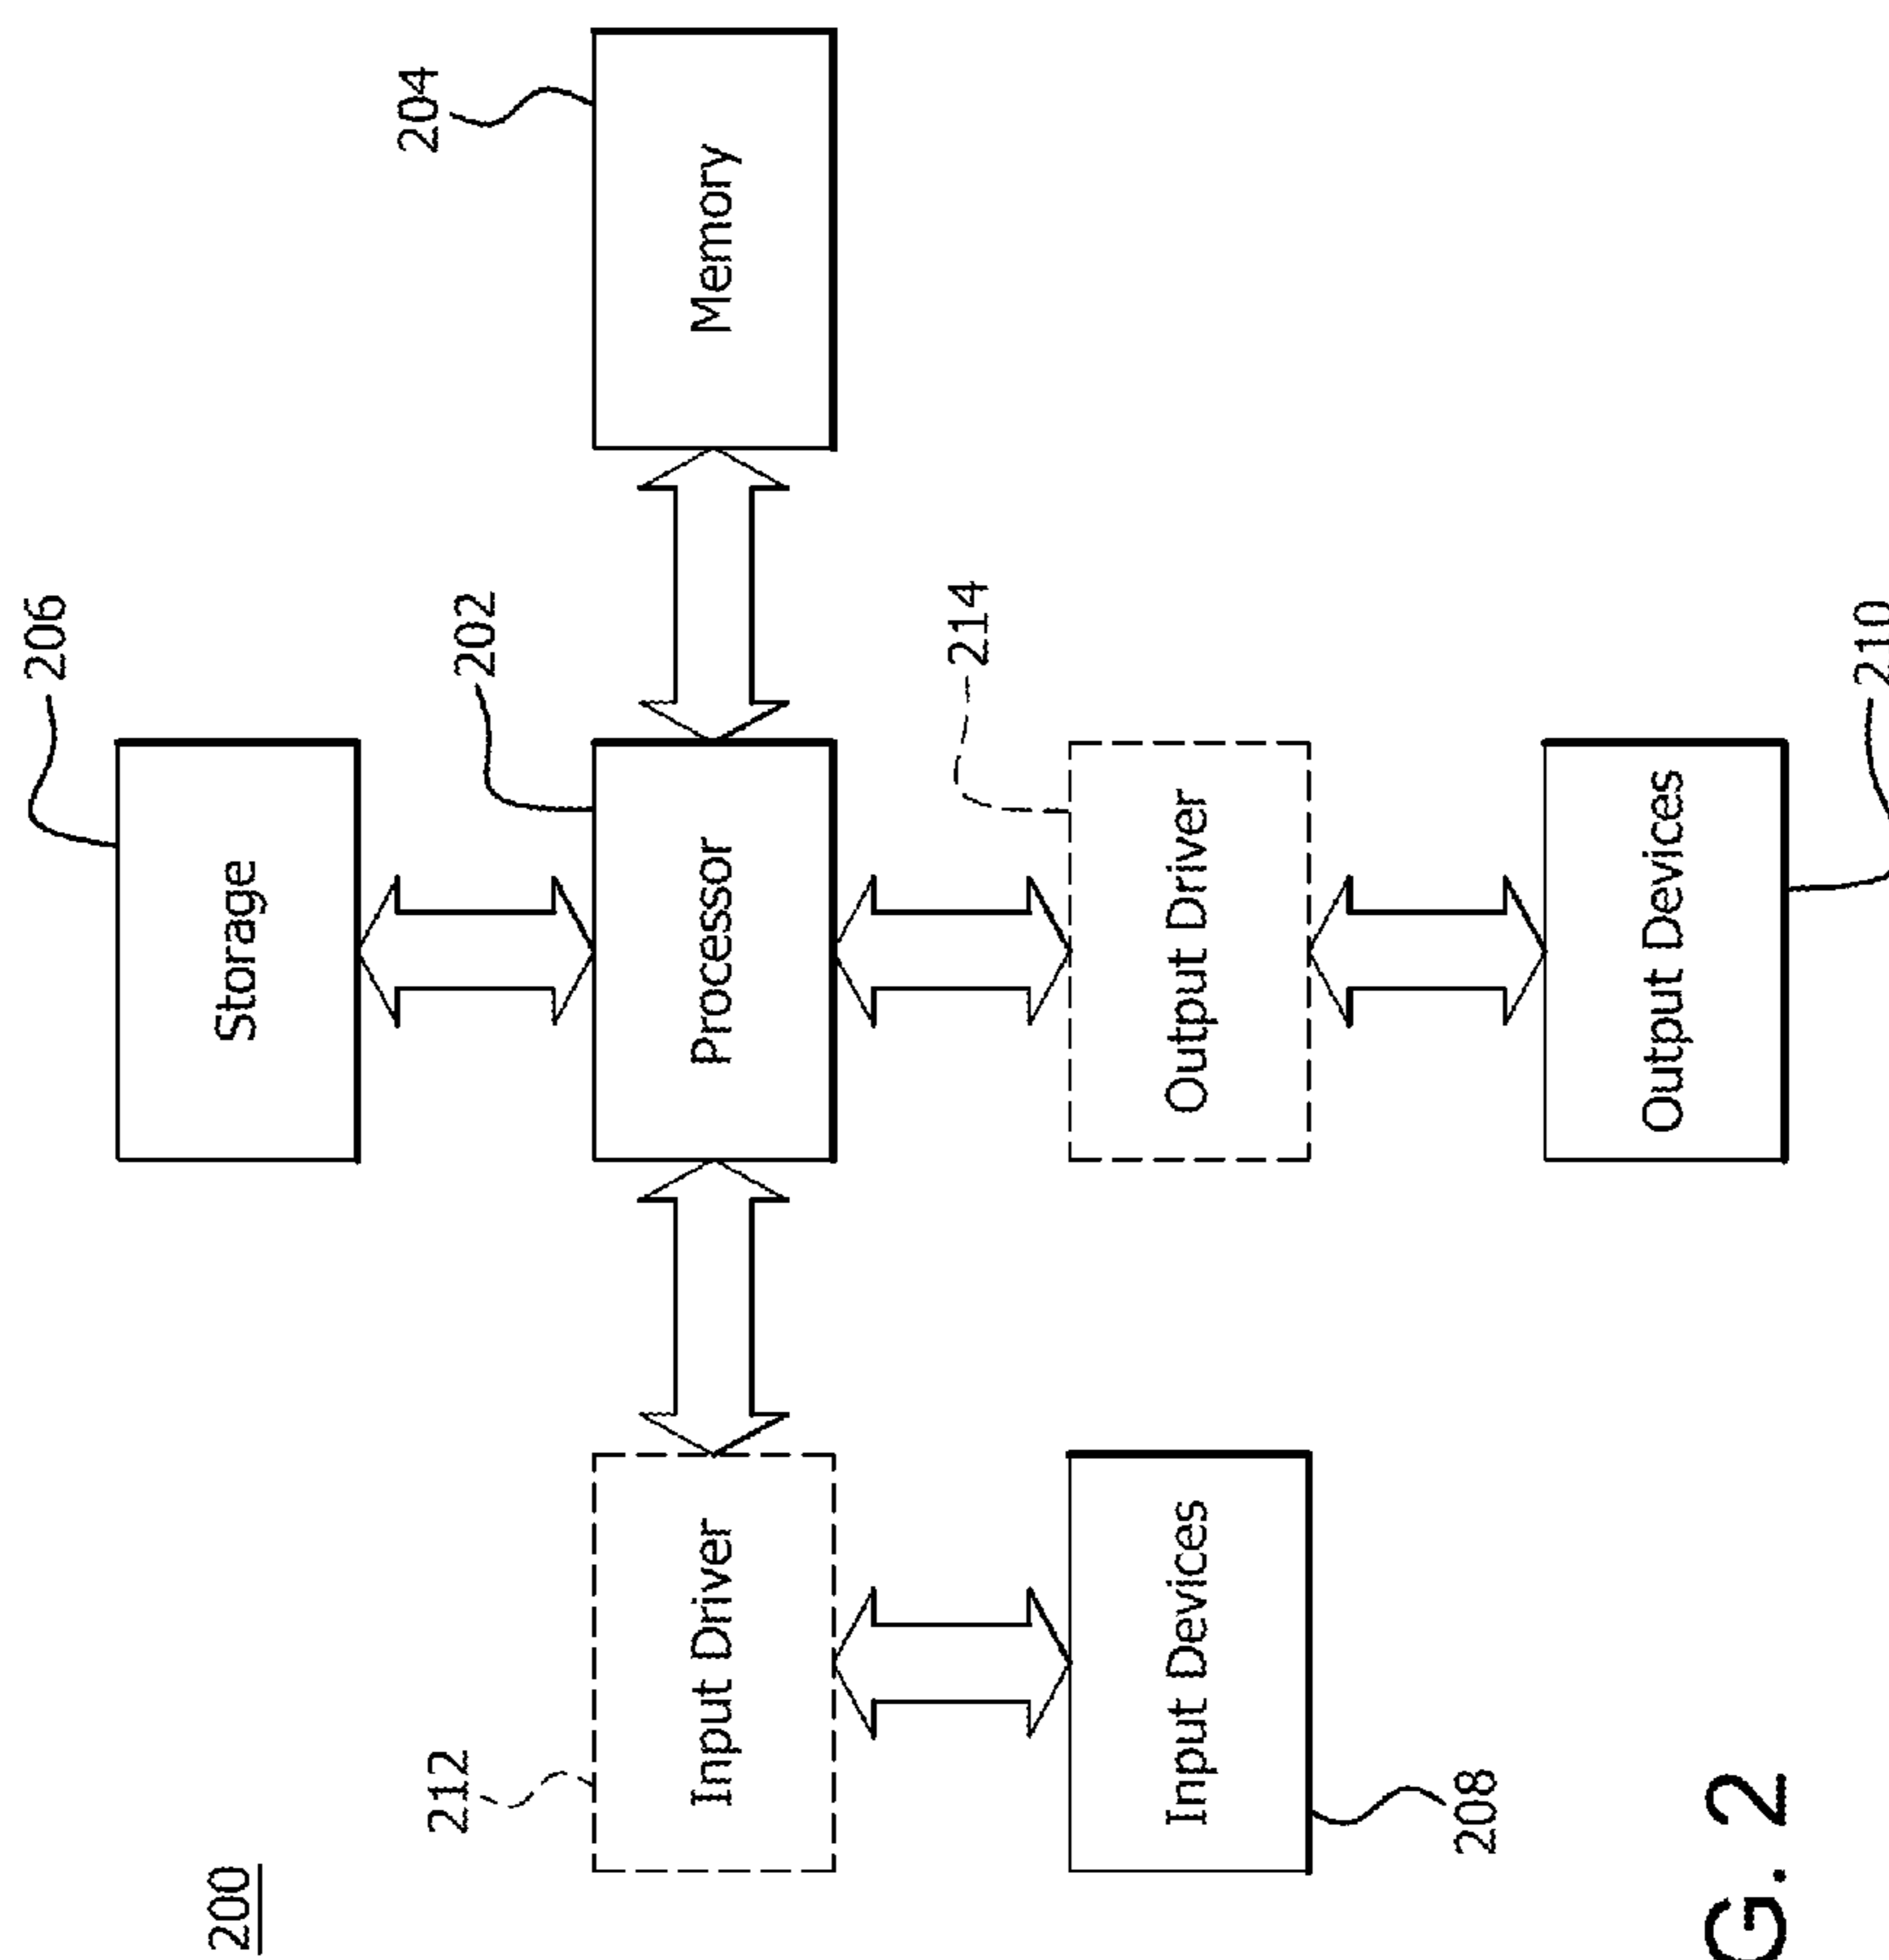 200
206
Storage
204
202
212
Input Driver
Processor
Memory
214
Input Devices
Output Driver
208
Output Devices
210
G. 2